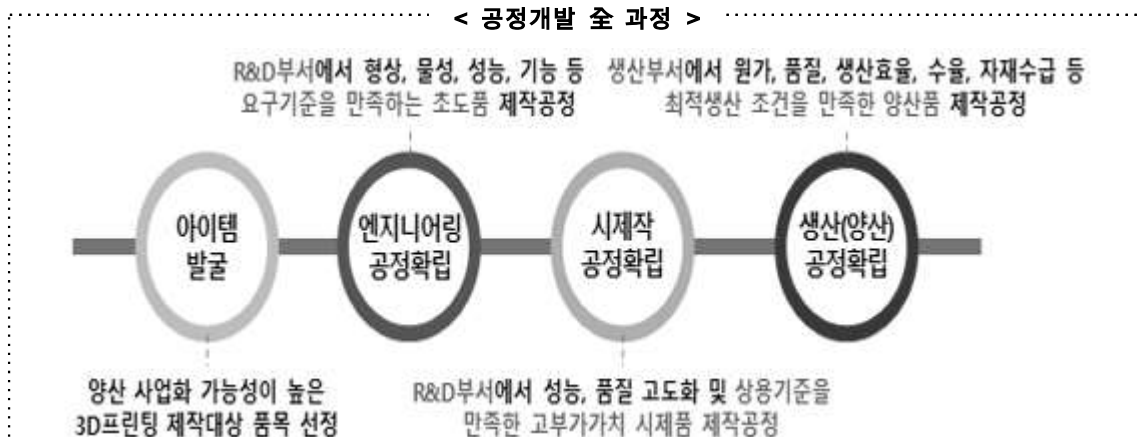 < 공정개발 全 과정 >
R&D부서에서 형상, 물성, 성능, 기능 등
요구기준을 만족하는 초도품 제작공정
생산부서에서 원가, 품질, 생산효율, 수율, 자재수급 등
최적생산 조건을 만족한 양산품 제작공정
아이템
발굴
엔지니어링
공정확립
시제작
공정확립
생산(양산)
공정확립
양산 사업화 가능성이 높은
3D프린팅 제작대상 품목 선정
R&D부서에서 성능, 품질 고도화 및 상용기준을
만족한 고부가가치 시제품 제작공정